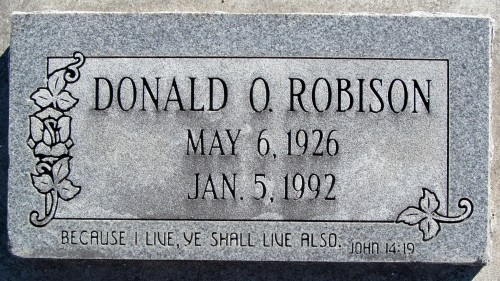 DONALD O. ROBISON
MAY 6, 1926
JAN. 5, 1992
BECAUSE I LIVE, YE SHALL LIVE ALSO. JOHN 14:19